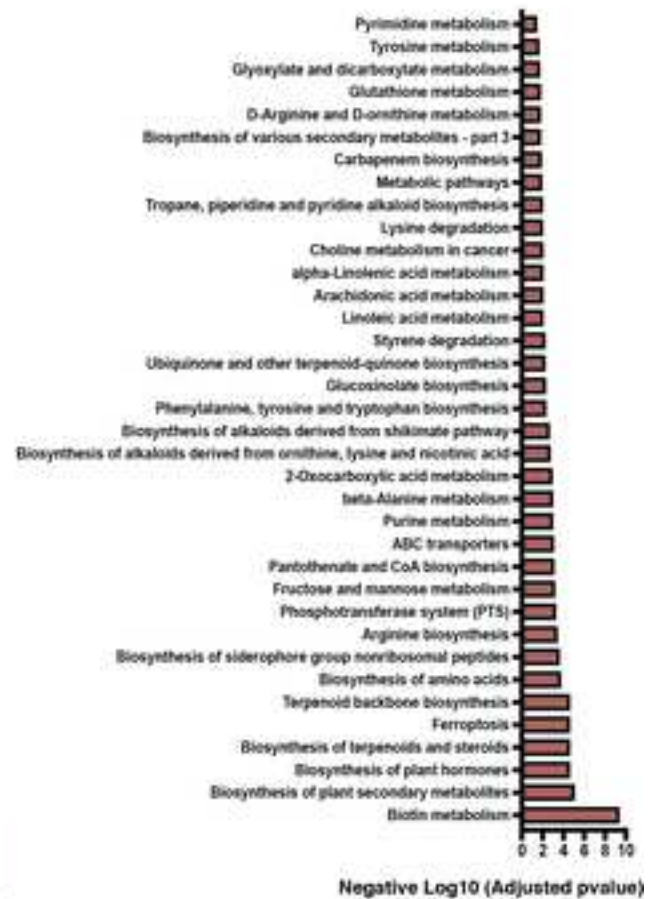 Pyrimidine metabolism
Tyrosine metabolism
Glyoxylate and dicarboxylate metabolism
Glutathione metabolism
D-Arginine and D-ornithine metabolism
Biosynthesis of various secondary metabolites - part 3
Carbapenem biosynthesis
Metabolic pathways
Tropane, piperidine and pyridine alkaloid biosynthesis
Lysine degradation
Choline metabolism in cancer
alpha-Linolenic acid metabolism
Arachidonic acid metabolism
Linoleic acid metabolism
Styrene degradation
Ubiquinone and other terpenoid-quinone biosynthesis
Glucosinolate biosynthesis
Phenylalanine, tyrosine and tryptophan biosynthesis
Biosynthesis of alkaloids derived from shikimate pathway
Biosynthesis of alkaloids derived from ornithine, lysine and nicotinic acid
2-Oxocarboxylic acid metabolism
beta-Alanine metabolism
Purine metabolism
ABC transporters
Pantothenate and CoA biosynthesis
Fructose and mannose metabolism
Phosphotransferase system (PTS)
Arginine biosynthesis
Biosynthesis of siderophore group nonribosomal peptides
Biosynthesis of amino acids
Terpenoid backbone biosynthesis
Ferroptosis
Biosynthesis of terpenoids and steroids
Biosynthesis of plant hormones
Biosynthesis of plant secondary metabolites
Biotin metabolism
0 2 4 6 8 10
Negative Log10 (Adjusted pvalue)